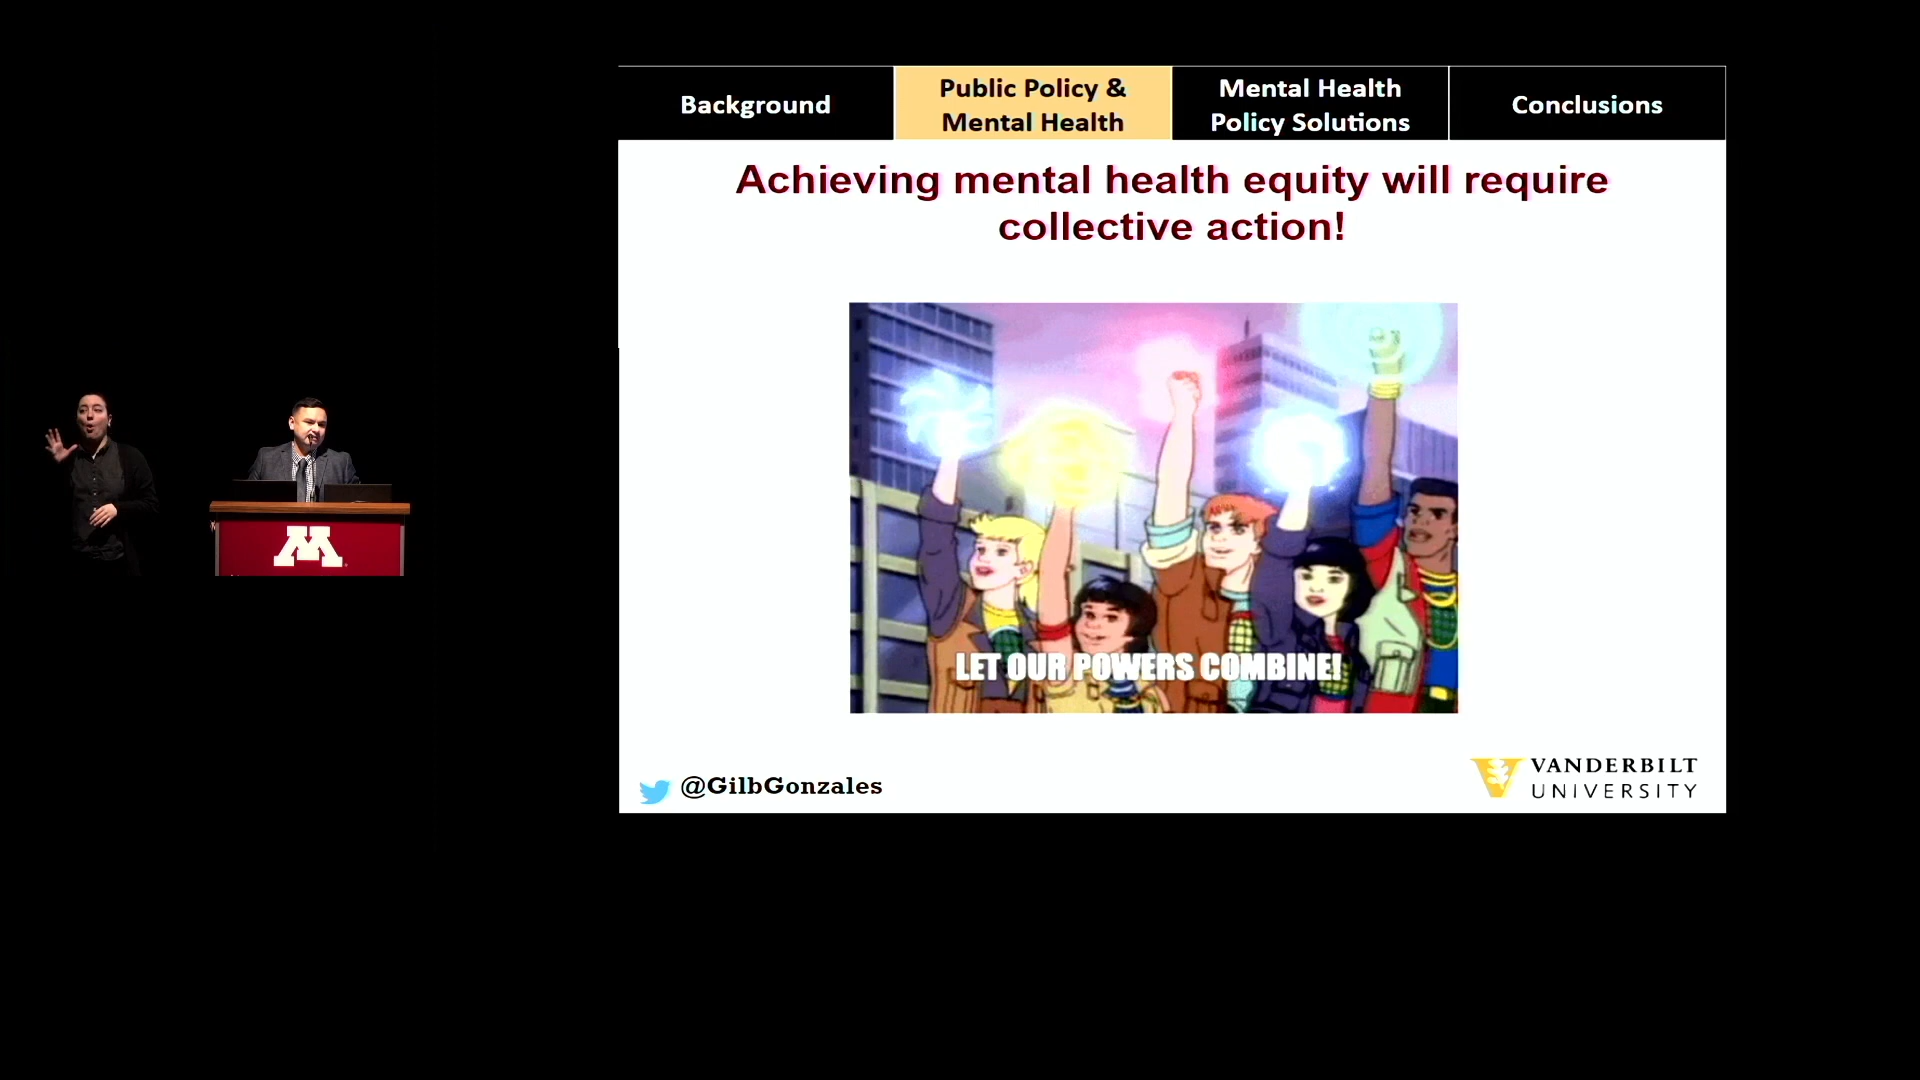 Background
Public Policy &
Mental Health
Mental Health
Policy Solutions
Conclusions
Achieving mental health equity will require
collective action!
LET OUR POWERS COMBINE!
@GilbGonzales
VANDERBILT
UNIVERSITY
M